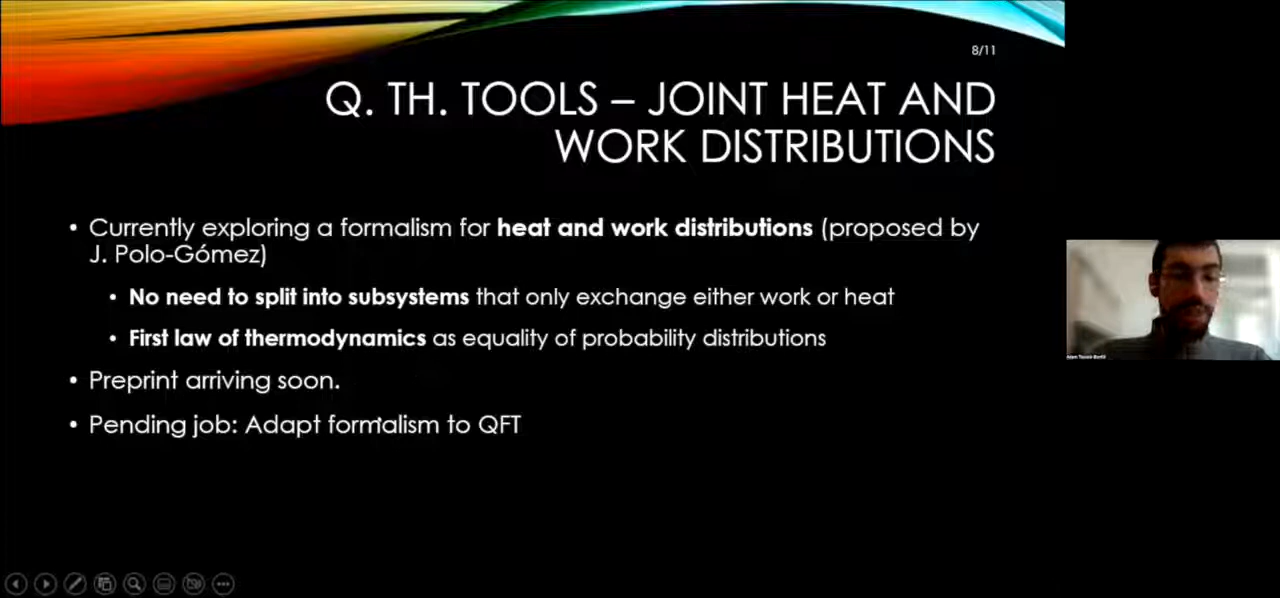 8/11
Q. TH. TOOLS – JOINT HEAT AND
WORK DISTRIBUTIONS
• Currently exploring a formalism for heat and work distributions (proposed by
J. Polo-Gómez)
• No need to split into subsystems that only exchange either work or heat
• First law of thermodynamics as equality of probability distributions
• Preprint arriving soon.
• Pending job: Adapt formalism to QFT